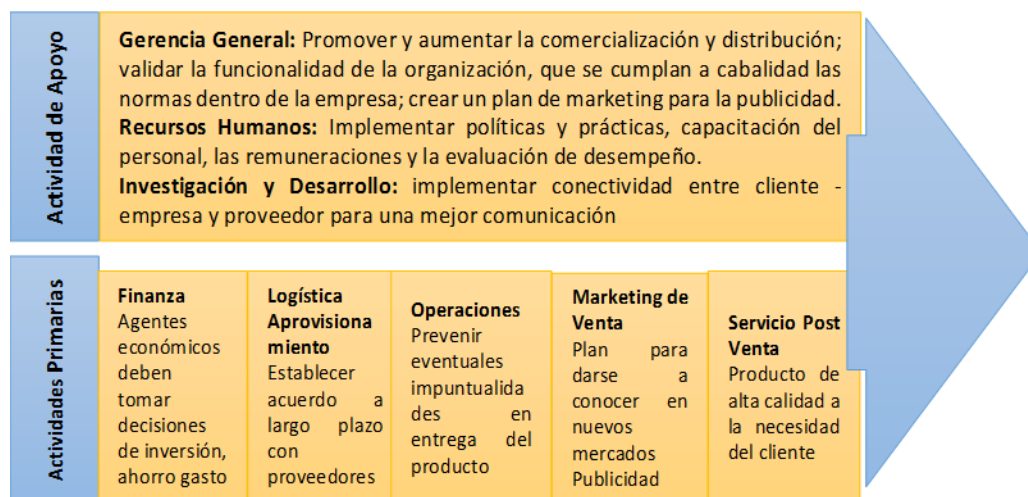 Actividad de Apoyo
Gerencia General: Promover y aumentar la comercialización y distribución;
validar la funcionalidad de la organización, que se cumplan a cabalidad las
normas dentro de la empresa; crear un plan de marketing para la publicidad.
Recursos Humanos: Implementar políticas y prácticas, capacitación del
personal, las remuneraciones y la evaluación de desempeño.
Investigación y Desarrollo: implementar conectividad entre cliente -
empresa y proveedor para una mejor comunicación
Actividades Primarias
Finanza
Agentes
económicos
deben
tomar
decisiones
de inversión,
ahorro gasto
Logística
Aprovisiona
miento
Establecer
acuerdo a
largo plazo
con
proveedores
Operaciones
Prevenir
eventuales
impuntualida
des en
entrega del
producto
Marketing de
Venta
Plan para
darse a
conocer en
nuevos
mercados
Publicidad
Servicio Post
Venta
Producto de
alta calidad a
la necesidad
del cliente